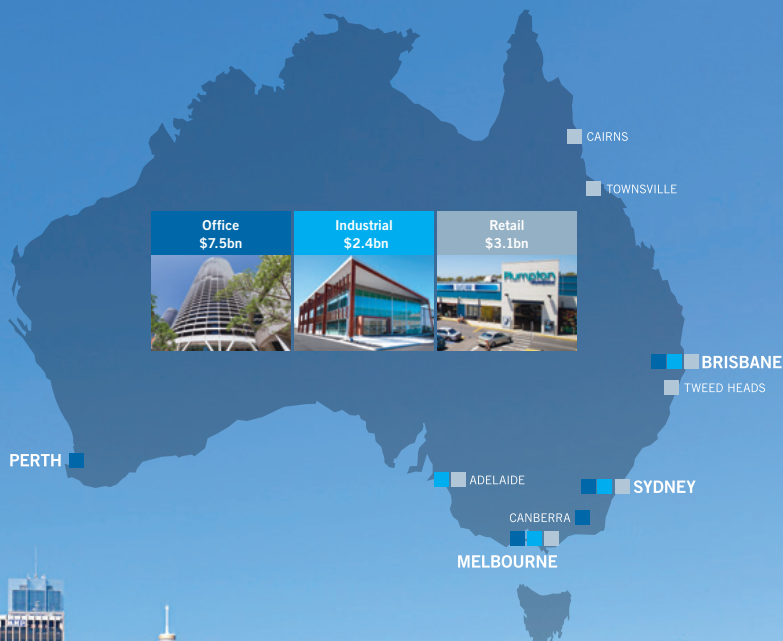 CAIRNS
TOWNSVILLE
Office
$7.5bn
Industrial
$2.4bn
Retail
$3.1bn
Plumpton
BRISBANE
TWEED HEADS
PERTH
ADELAIDE
SYDNEY
CANBERRA
MELBOURNE